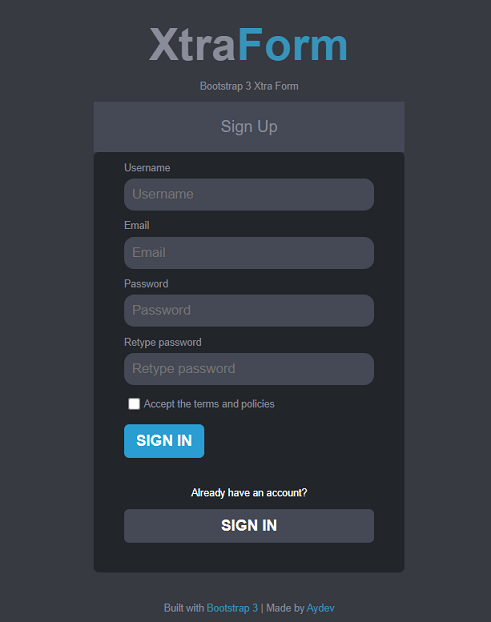 XtraForm
Bootstrap 3 Xtra Form
Sign Up
Username
Username
Email
Email
Password
Password
Retype password
Retype password
Accept the terms and policies
SIGN IN
Already have an account?
SIGN IN
Built with Bootstrap 3 | Made by Aydev